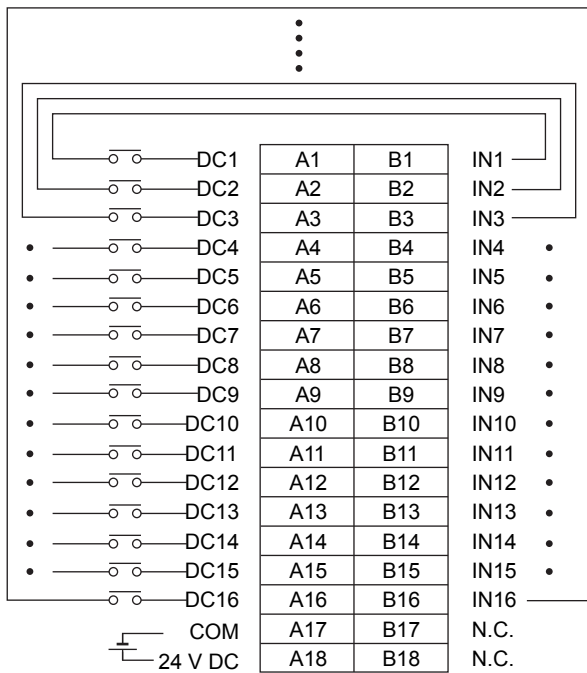 DC1 A1 B1 IN1
DC2 A2 B2 IN2
DC3 A3 B3 IN3
DC4 A4 B4 IN4
DC5 A5 B5 IN5
DC6 A6 B6 IN6
DC7 A7 B7 IN7
DC8 A8 B8 IN8
DC9 A9 B9 IN9
DC10 A10 B10 IN10
DC11 A11 B11 IN11
DC12 A12 B12 IN12
DC13 A13 B13 IN13
DC14 A14 B14 IN14
DC15 A15 B15 IN15
DC16 A16 B16 IN16
COM A17 B17 N.C.
24 V DC A18 B18 N.C.